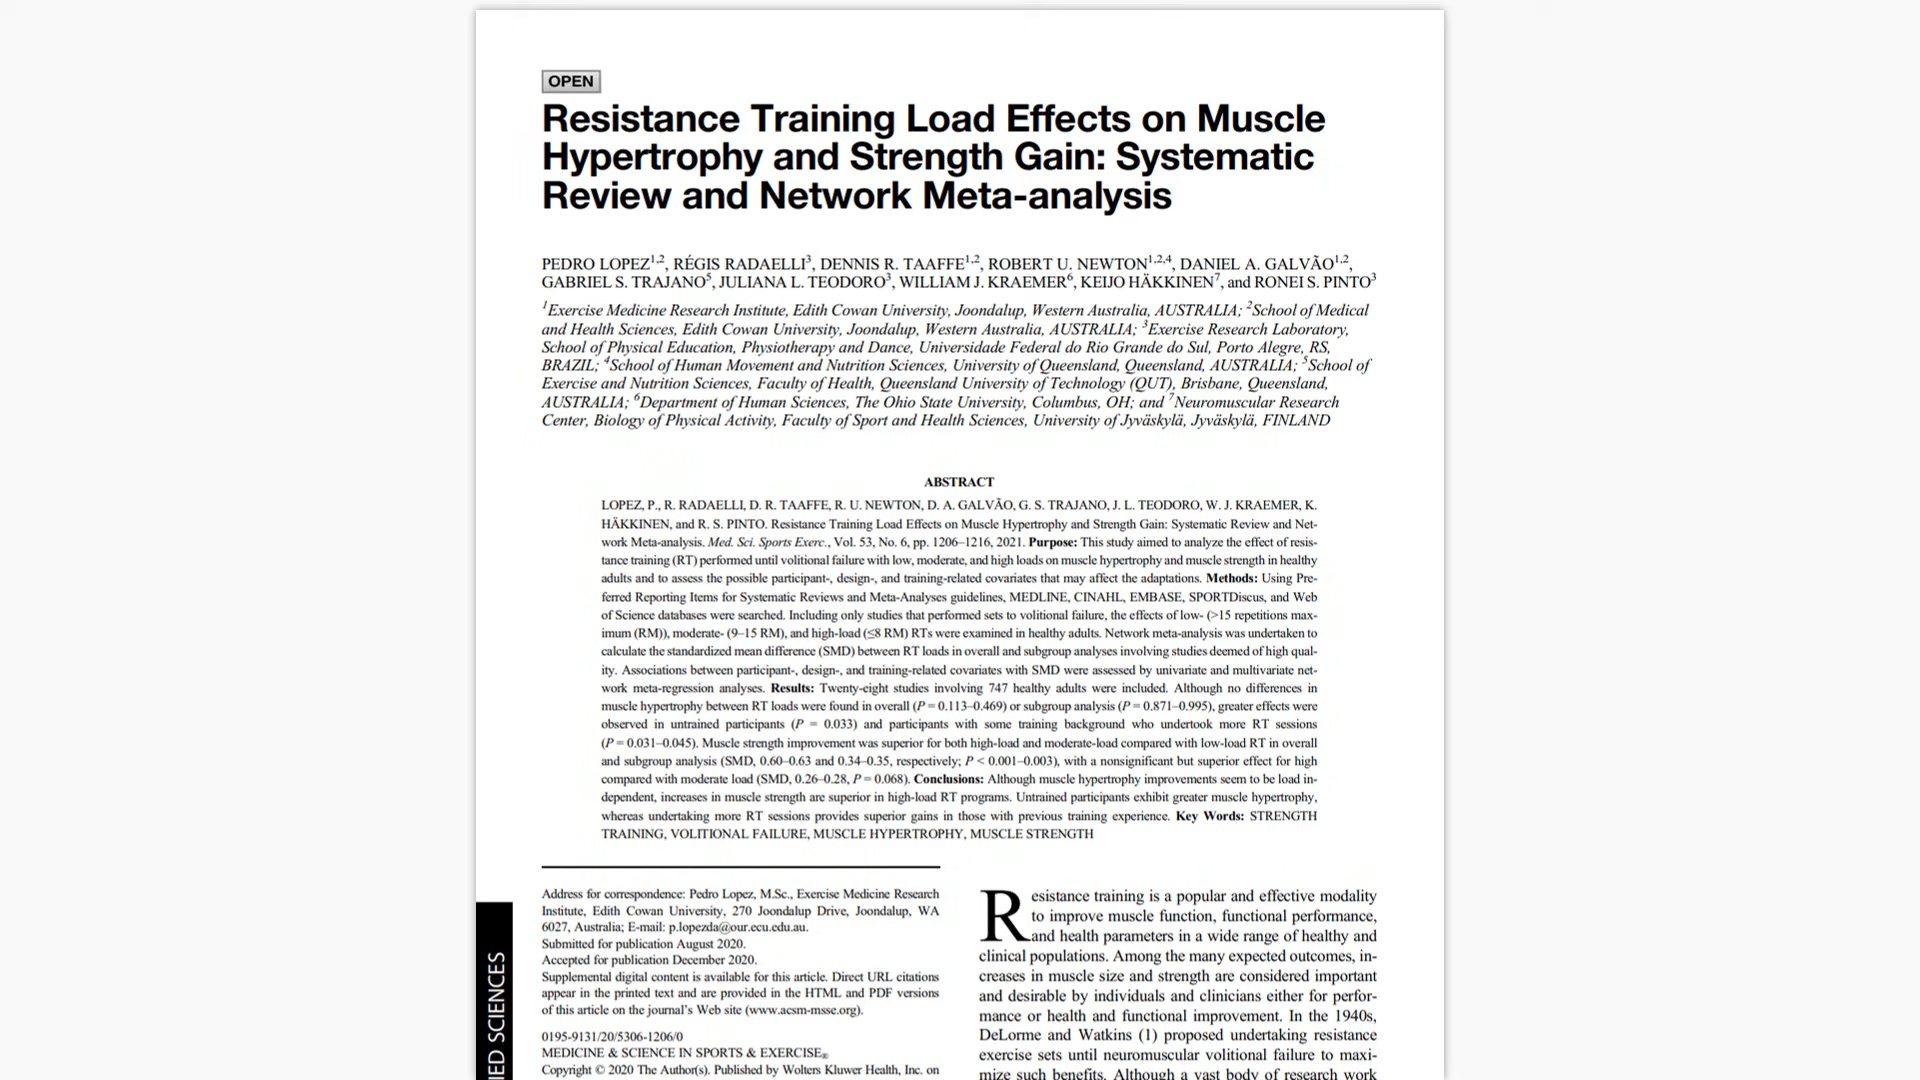 OPEN
Resistance Training Load Effects on Muscle
Hypertrophy and Strength Gain: Systematic
Review and Network Meta-analysis
PEDRO LOPEZ1,2, RÉGIS RADAELLI3, DENNIS R. TAAFFE1,2, ROBERT U. NEWTON1,2,4, DANIEL A. GALVÃO1,2,
GABRIEL S. TRAJANO5, JULIANA L. TEODORO3, WILLIAM J. KRAEMER6, KEIJO HÄKKINEN7, and RONEI S. PINTO3
1Exercise Medicine Research Institute, Edith Cowan University, Joondalup, Western Australia, AUSTRALIA; 2School of Medical
and Health Sciences, Edith Cowan University, Joondalup, Western Australia, AUSTRALIA; 3Exercise Research Laboratory,
School of Physical Education, Physiotherapy and Dance, Universidade Federal do Rio Grande do Sul, Porto Alegre, RS,
BRAZIL; 4School of Human Movement and Nutrition Sciences, University of Queensland, Queensland, AUSTRALIA; 5School of
Exercise and Nutrition Sciences, Faculty of Health, Queensland University of Technology (QUT), Brisbane, Queensland,
AUSTRALIA; 6Department of Human Sciences, The Ohio State University, Columbus, OH; and 7Neuromuscular Research
Center, Biology of Physical Activity, Faculty of Sport and Health Sciences, University of Jyväskylä, Jyväskylä, FINLAND
ABSTRACT
LOPEZ, P., R. RADAELLI, D. R. TAAFFE, R. U. NEWTON, D. A. GALVÃO, G. S. TRAJANO, J. L. TEODORO, W. J. KRAEMER, K.
HÄKKINEN, and R. S. PINTO. Resistance Training Load Effects on Muscle Hypertrophy and Strength Gain: Systematic Review and Net-
work Meta-analysis. Med. Sci. Sports Exerc., Vol. 53, No. 6, pp. 1206–1216, 2021. Purpose: This study aimed to analyze the effect of resis-
tance training (RT) performed until volitional failure with low, moderate, and high loads on muscle hypertrophy and muscle strength in healthy
adults and to assess the possible participant-, design-, and training-related covariates that may affect the adaptations. Methods: Using Pre-
ferred Reporting Items for Systematic Reviews and Meta-Analyses guidelines, MEDLINE, CINAHL, EMBASE, SPORTDiscus, and Web
of Science databases were searched. Including only studies that performed sets to volitional failure, the effects of low- (>15 repetitions max-
imum (RM)), moderate- (9–15 RM), and high-load (≤8 RM) RTs were examined in healthy adults. Network meta-analysis was undertaken to
calculate the standardized mean difference (SMD) between RT loads in overall and subgroup analyses involving studies deemed of high qual-
ity. Associations between participant-, design-, and training-related covariates with SMD were assessed by univariate and multivariate net-
work meta-regression analyses. Results: Twenty-eight studies involving 747 healthy adults were included. Although no differences in
muscle hypertrophy between RT loads were found in overall (P = 0.113–0.469) or subgroup analysis (P = 0.871–0.995), greater effects were
observed in untrained participants (P = 0.033) and participants with some training background who undertook more RT sessions
(P = 0.031–0.045). Muscle strength improvement was superior for both high-load and moderate-load compared with low-load RT in overall
and subgroup analysis (SMD, 0.60–0.63 and 0.34–0.35, respectively; P < 0.001–0.003), with a nonsignificant but superior effect for high
compared with moderate load (SMD, 0.26–0.28, P = 0.068). Conclusions: Although muscle hypertrophy improvements seem to be load in-
dependent, increases in muscle strength are superior in high-load RT programs. Untrained participants exhibit greater muscle hypertrophy,
whereas undertaking more RT sessions provides superior gains in those with previous training experience. Key Words: STRENGTH
TRAINING, VOLITIONAL FAILURE, MUSCLE HYPERTROPHY, MUSCLE STRENGTH
Address for correspondence: Pedro Lopez, M.Sc., Exercise Medicine Research
Institute, Edith Cowan University, 270 Joondalup Drive, Joondalup, WA
6027, Australia; E-mail: p.lopezda@our.ecu.edu.au.
Submitted for publication August 2020.
Accepted for publication December 2020.
Supplemental digital content is available for this article. Direct URL citations
appear in the printed text and are provided in the HTML and PDF versions
of this article on the journal's Web site (www.acsm-msse.org).
0195-9131/20/5306-1206/0
MEDICINE & SCIENCE IN SPORTS & EXERCISE®
Copyright © 2020 The Author(s). Published by Wolters Kluwer Health, Inc. on
Resistance training is a popular and effective modality
to improve muscle function, functional performance,
and health parameters in a wide range of healthy and
clinical populations. Among the many expected outcomes, in-
creases in muscle size and strength are considered important
and desirable by individuals and clinicians either for perfor-
mance or health and functional improvement. In the 1940s,
DeLorme and Watkins (1) proposed undertaking resistance
exercise sets until neuromuscular volitional failure to maxi-
mize such benefits. Although a vast body of research work
IED SCIENCES